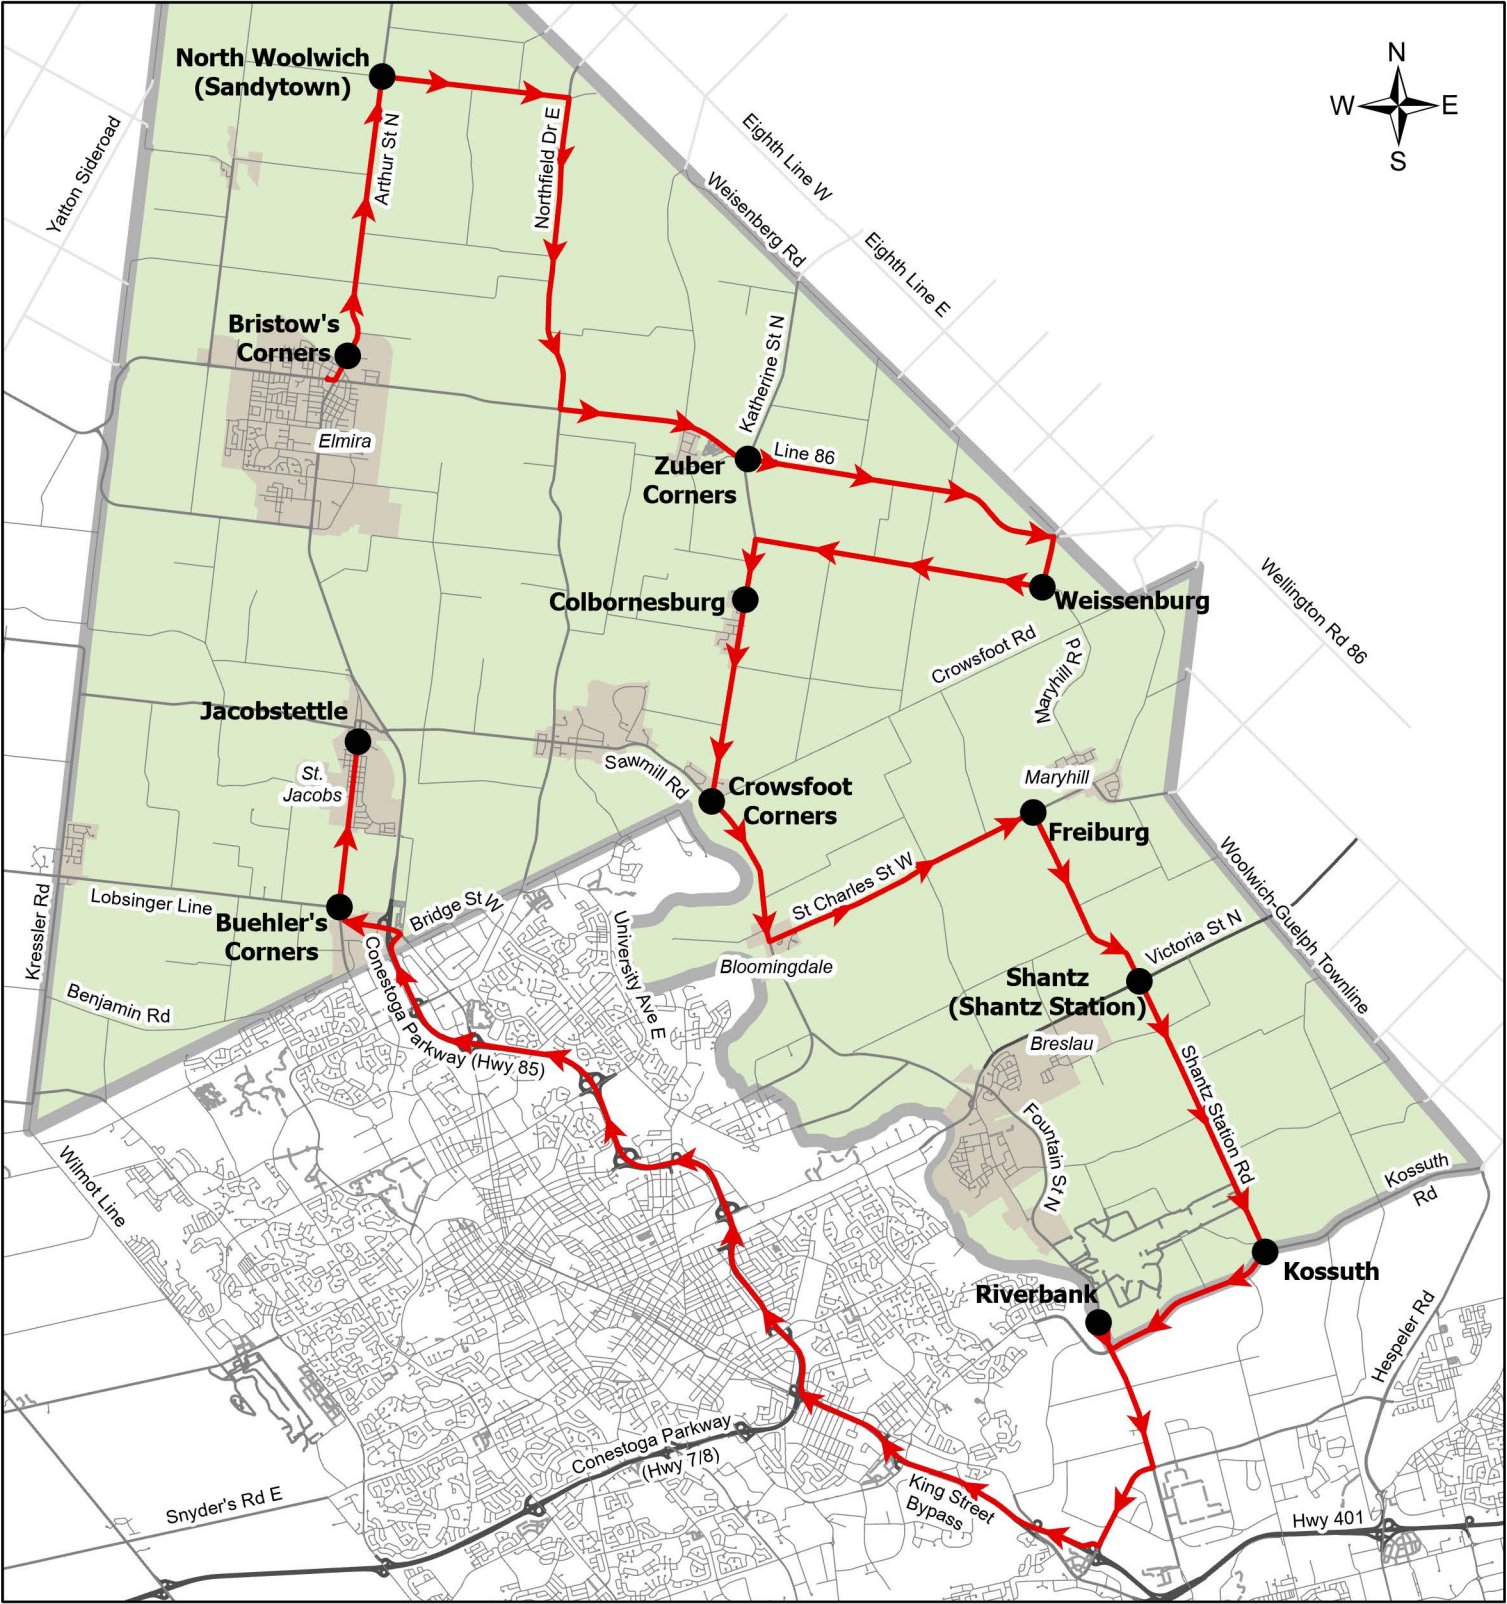 N
W
E
S
North Woolwich
(Sandytown)
Yatton Sideroad
Arthur St N
Northfield Dr E
Eighth Line W
Weisenberg Rd
Eighth Line E
Bristow's
Corners
Katherine St N
Elmira
Zuber
Corners
Line 86
Colbornesburg
Weissenburg
Wellington Rd 86
Crowsfoot Rd
Maryhill Rd
Jacobstettle
St.
Jacobs
Sawmill Rd
Crowsfoot
Corners
Maryhill
Freiburg
Woolwich-Guelph Townline
St Charles St W
Kressler Rd
Lobsinger Line
Buehler's
Corners
Bridge St W
University Ave E
Bloomingdale
Victoria St N
Shantz
(Shantz Station)
Benjamin Rd
Conestoga Parkway (Hwy 85)
Breslau
Shantz Station Rd
Fountain St N
Wilmot Line
Kossuth
Rd
Kossuth
Riverbank
Hespeler Rd
Conestoga Parkway
(Hwy 7/8)
Snyder's Rd E
King Street
Bypass
Hwy 401